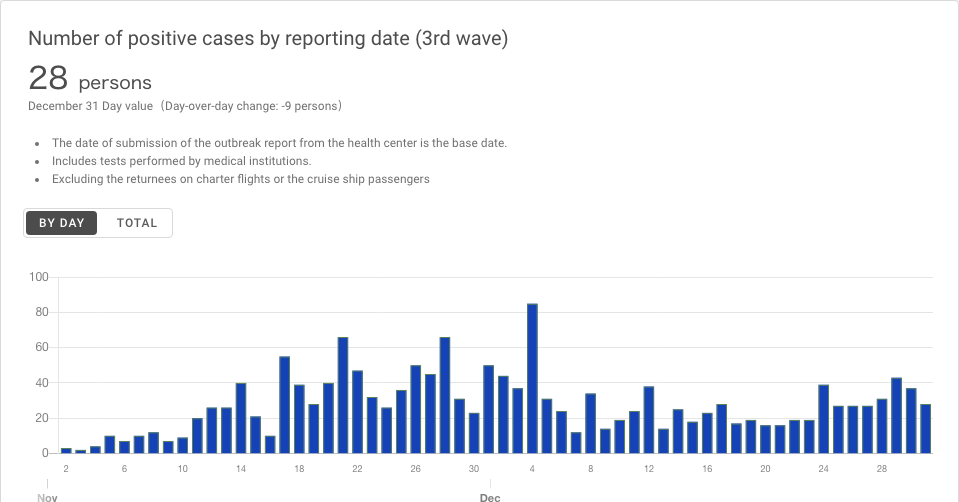 Number of positive cases by reporting date (3rd wave)
28 persons
December 31 Day value (Day-over-day change: -9 persons)
• The date of submission of the outbreak report from the health center is the base date.
• Includes tests performed by medical institutions.
• Excluding the returnees on charter flights or the cruise ship passengers
BY DAY TOTAL
100
80
60
40
20
0
2 6 10 14 18 22 26 30 4 8 12 16 20 24 28
Nov Dec